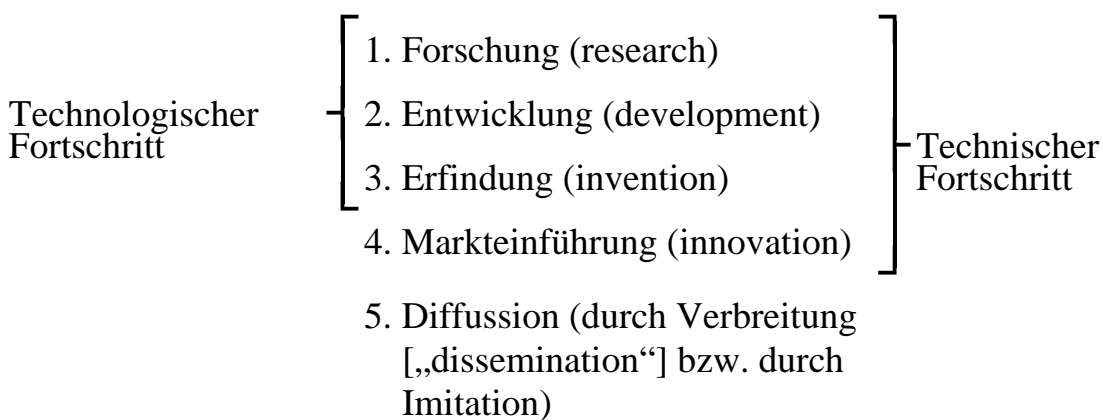 1. Forschung (research)
Technologischer
Fortschritt
2. Entwicklung (development)
3. Erfindung (invention)
Technischer
Fortschritt
4. Markteinführung (innovation)
5. Diffussion (durch Verbreitung
[„dissemination“] bzw. durch
Imitation)